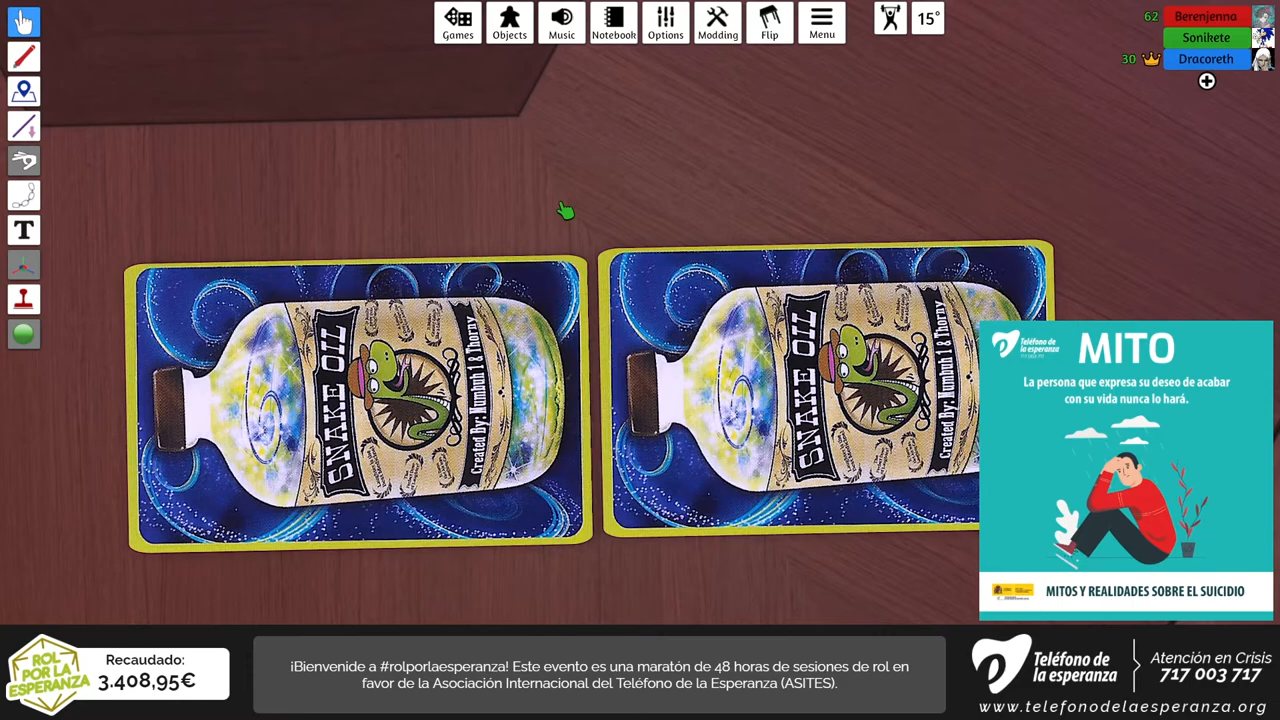 Games
Objects
Music
Notebook
Options
Modding
Flip
Menu
15°
62 Berenjenna
Sonikete
30 Dracoreth
T
SNAKE OIL
Created By: Numbuh 1 & Thorny
SNAKE OIL
Created By: Numbuh 1 & Thorny
Teléfono de
la esperanza
MITO
La persona que expresa su deseo de acabar
con su vida nunca lo hará.
MITOS Y REALIDADES SOBRE EL SUICIDIO
ROL
POR LA
ESPERANZA
Recaudado:
3.408,95€
¡Bienvenide a #rolporlaesperanza! Este evento es una maratón de 48 horas de sesiones de rol en
favor de la Asociación Internacional del Teléfono de la Esperanza (ASITES).
Teléfono de
la esperanza
Atención en Crisis
717 003 717
www.telefonodelaesperanza.org